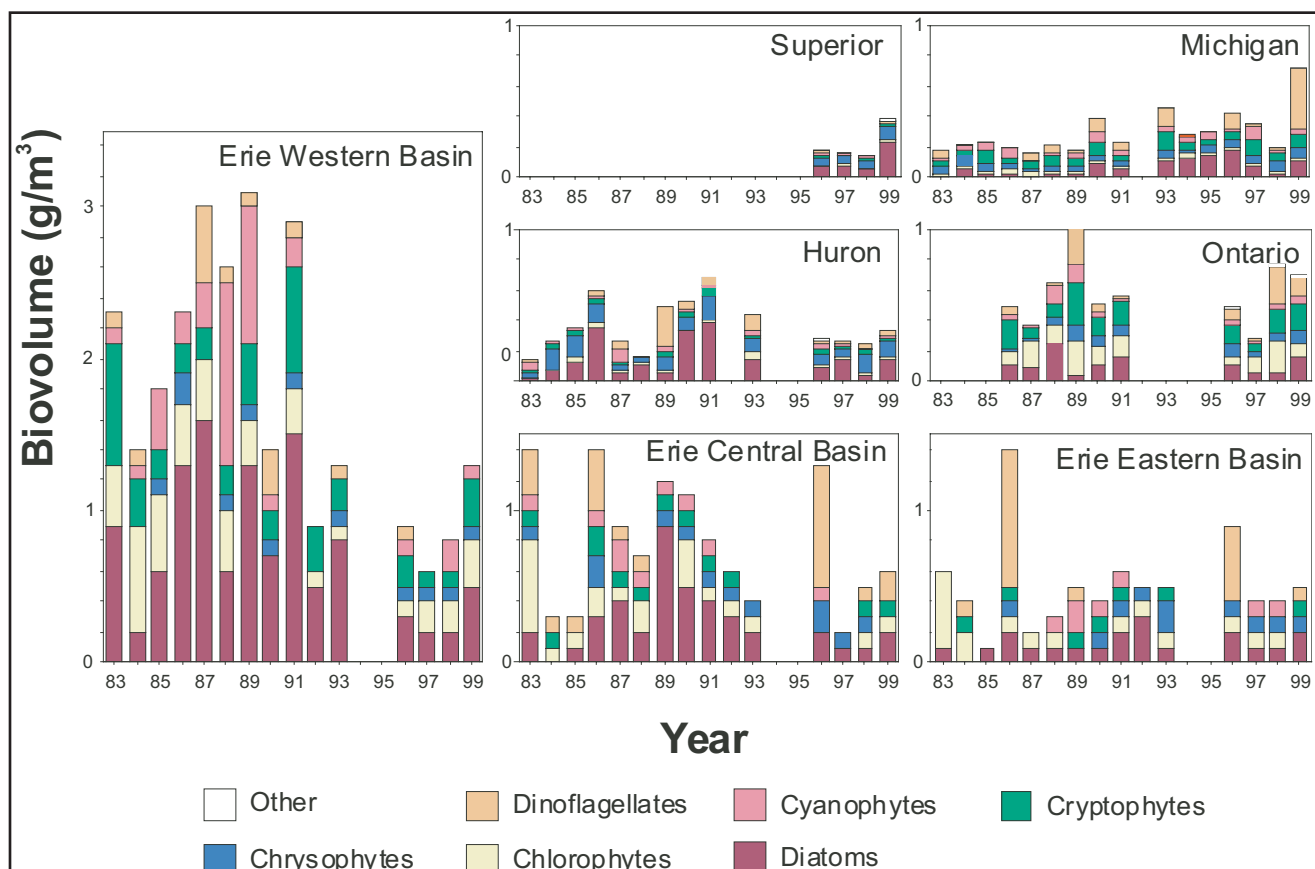 Biovolume (g/m³)
Erie Western Basin
3
2
1
0
83 85 87 89 91 93 95 97 99
Superior
1
0
83 85 87 89 91 93 95 97 99
Michigan
1
0
83 85 87 89 91 93 95 97 99
Huron
1
0
83 85 87 89 91 93 95 97 99
Ontario
1
0
83 85 87 89 91 93 95 97 99
Erie Central Basin
1
0
83 85 87 89 91 93 95 97 99
Erie Eastern Basin
1
0
83 85 87 89 91 93 95 97 99
Year
Other Dinoflagellates Cyanophytes Cryptophytes
Chrysophytes Chlorophytes Diatoms